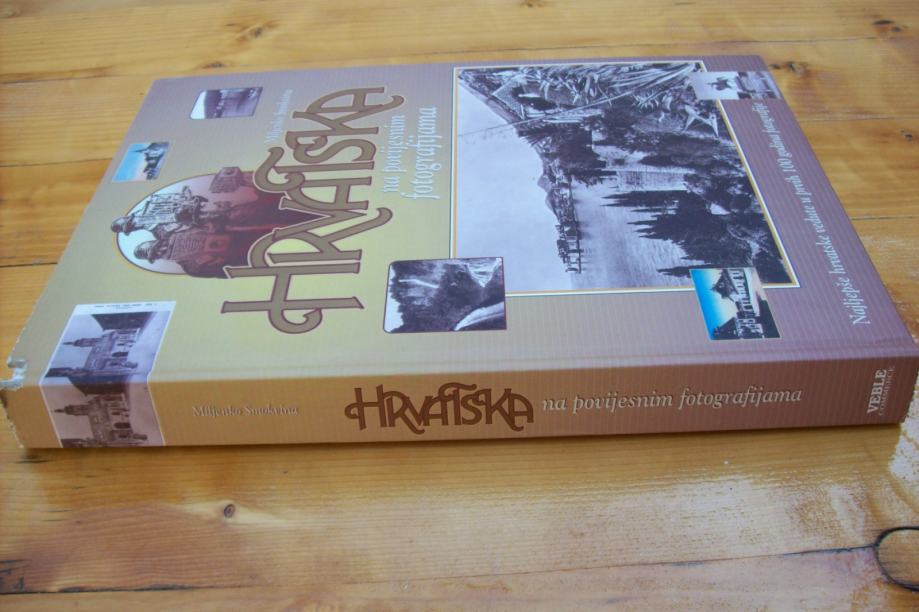 Miljenko Smokvina
HRVATSKA
na povijesnim
fotografijama
Najljepše hrvatske vedute u prvih 100 godina fotografije
Miljenko Smokvina
HRVATSKA
na povijesnim fotografijama
VEBLE
COMMERCE